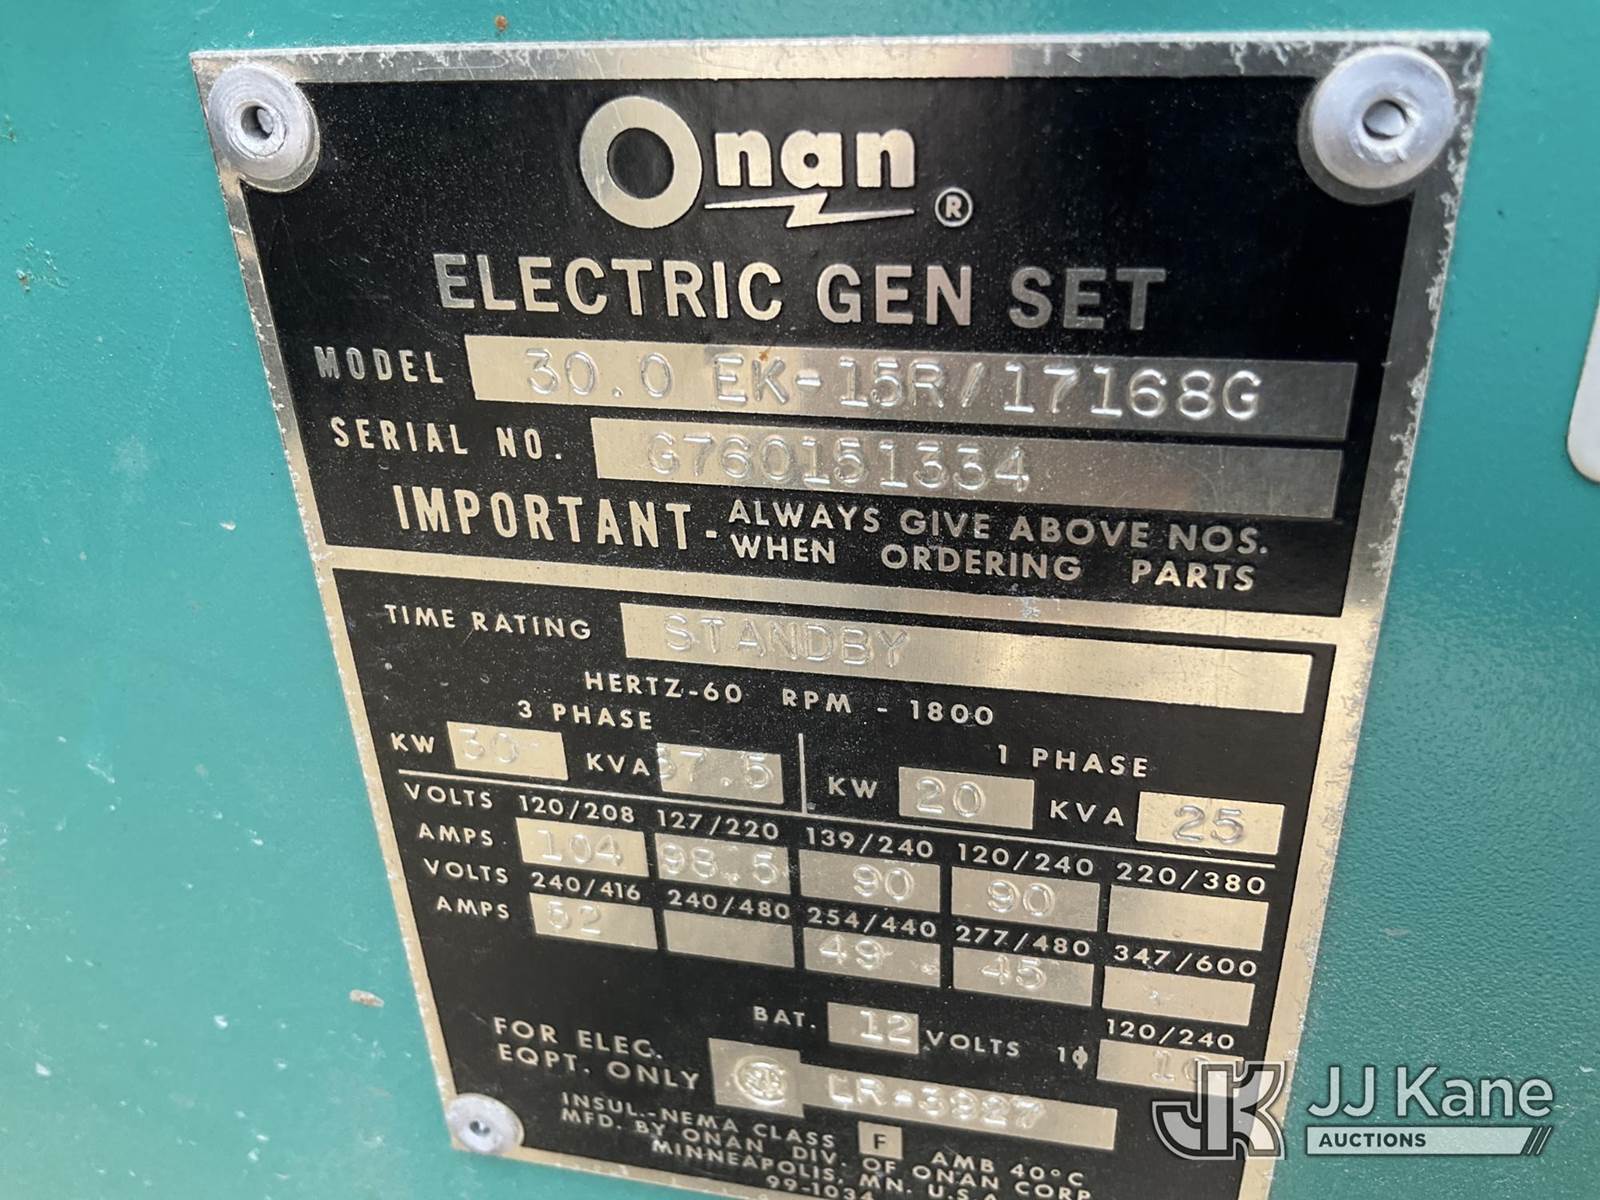 Onan ®
ELECTRIC GEN SET
MODEL 30.0 EK-15R/17168G
SERIAL NO. G760151334
IMPORTANT - ALWAYS GIVE ABOVE NOS.
WHEN ORDERING PARTS
TIME RATING STANDBY
HERTZ-60 RPM - 1800
3 PHASE 1 PHASE
KW 30 KVA 37.5 KW 20 KVA 25
VOLTS 120/208 127/220 139/240 120/240 220/380
AMPS. 104 98.5 90 90
VOLTS 240/416 240/480 254/440 277/480 347/600
AMPS 52 49 45
BAT. 12 VOLTS 1ϕ 120/240
FOR ELEC.
EQPT. ONLY LR-3927
INSUL.-NEMA CLASS F AMB 40°C
MFD. BY ONAN DIV. OF ONAN CORP
MINNEAPOLIS, MN. U.S.A
99-1034
JK JJ Kane
AUCTIONS